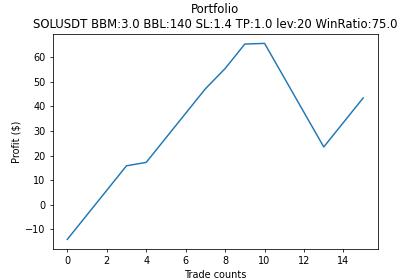 Portfolio
SOLUSDT BBM:3.0 BBL:140 SL:1.4 TP:1.0 lev:20 WinRatio:75.0
60
50
40
30
20
10
0
−10
Profit ($)
0 2 4 6 8 10 12 14
Trade counts